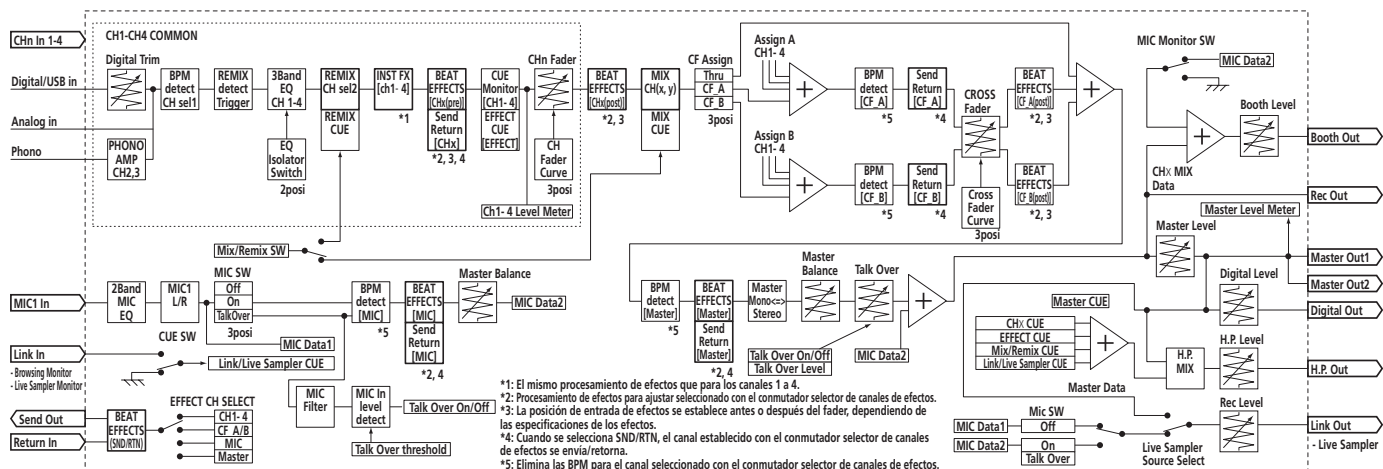 CHn In 1-4
CH1-CH4 COMMON
Digital Trim
Digital/USB in
Analog in
Phono
PHONO
AMP
CH2,3
BPM
detect
CH sel1
REMIX
detect
Trigger
3Band
EQ
CH 1-4
EQ
Isolator
Switch
2posi
REMIX
CH sel2
REMIX
CUE
INST FX
[ch1- 4]
*1
BEAT
EFFECTS
[CHx(pre)]
Send
Return
[CHx]
*2, 3, 4
CUE
Monitor
[CH1- 4]
EFFECT
CUE
[EFFECT]
CHn Fader
CH
Fader
Curve
3posi
Ch1- 4 Level Meter
BEAT
EFFECTS
[CHx(post)]
*2, 3
MIX
CH(x, y)
MIX
CUE
CF Assign
Thru
CF_A
CF_B
3posi
Assign A
CH1- 4
Assign B
CH1- 4
BPM
detect
[CF_A]
*5
Send
Return
[CF_A]
*4
BPM
detect
[CF_B]
*5
Send
Return
[CF_B]
*4
CROSS
Fader
Cross
Fader
Curve
3posi
BEAT
EFFECTS
[CF_A(post)]
*2, 3
BEAT
EFFECTS
[CF_B(post)]
*2, 3
MIC Monitor SW
MIC Data2
Booth Level
Booth Out
CHX MIX
Data
Rec Out
Master Level Meter
Master Level
Master Out1
Master Out2
Digital Level
Digital Out
Mix/Remix SW
MIC1 In
2Band
MIC
EQ
MIC1
L/R
MIC SW
Off
On
TalkOver
3posi
MIC Data1
BPM
detect
[MIC]
*5
BEAT
EFFECTS
[MIC]
Send
Return
[MIC]
*2, 4
Master Balance
MIC Data2
CUE SW
Link In
- Browsing Monitor
- Live Sampler Monitor
Link/Live Sampler CUE
Send Out
Return In
BEAT
EFFECTS
(SND/RTN)
EFFECT CH SELECT
CH1- 4
CF_A/B
MIC
Master
MIC
Filter
MIC In
level
detect
Talk Over On/Off
Talk Over threshold
BPM
detect
[Master]
*5
BEAT
EFFECTS
[Master]
Send
Return
[Master]
*2, 4
Master
Mono<=>
Stereo
Master
Balance
Talk Over
Talk Over On/Off
Talk Over Level
MIC Data2
Master CUE
CHX CUE
EFFECT CUE
Mix/Remix CUE
Link/Live Sampler CUE
H.P.
MIX
H.P. Level
H.P. Out
Master Data
Mic SW
MIC Data1
Off
MIC Data2
On
Talk Over
Live Sampler
Source Select
Rec Level
Link Out
- Live Sampler
*1: El mismo procesamiento de efectos que para los canales 1 a 4.
*2: Procesamiento de efectos para ajustar seleccionado con el conmutador selector de canales de efectos.
*3: La posición de entrada de efectos se establece antes o después del fader, dependiendo de
las especificaciones de los efectos.
*4: Cuando se selecciona SND/RTN, el canal establecido con el conmutador selector de canales
de efectos se envía/retorna.
*5: Elimina las BPM para el canal seleccionado con el conmutador selector de canales de efectos.